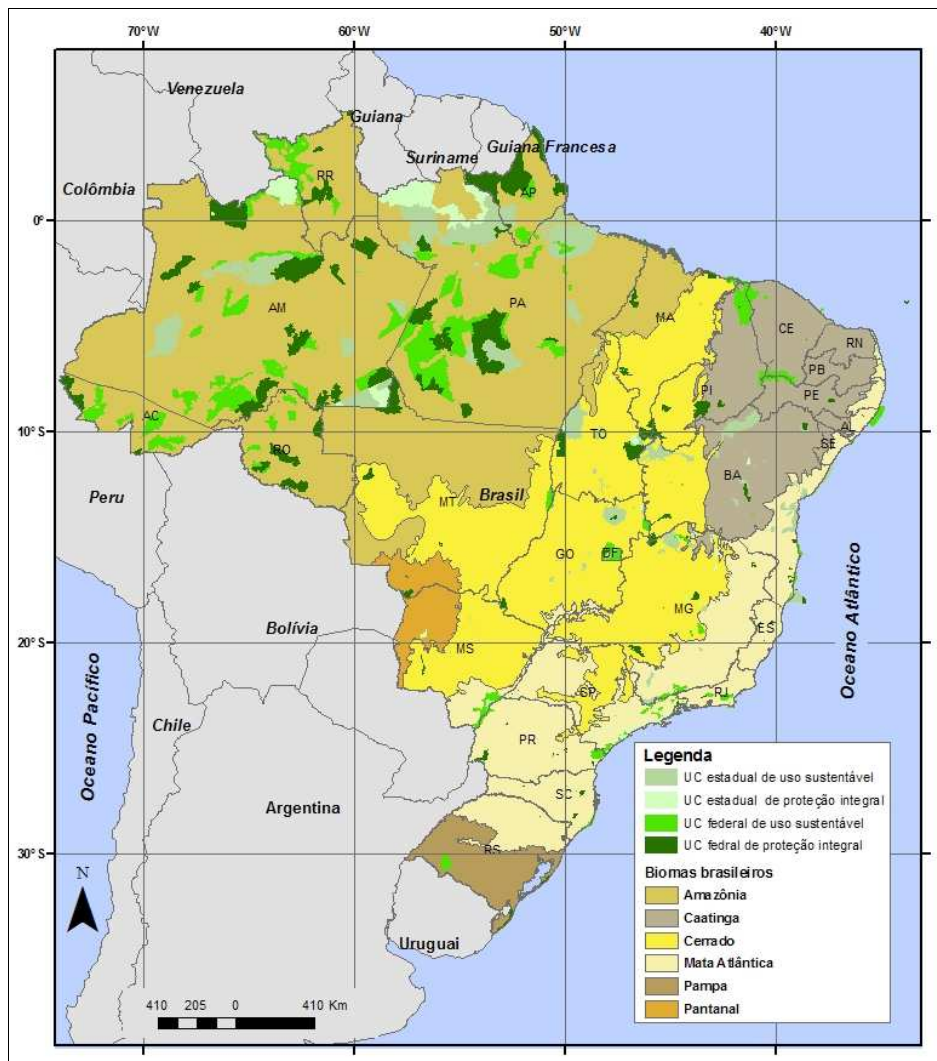 70°W 60°W 50°W 40°W
Venezuela
Guiana
Guiana Francesa
Suriname
Colômbia
RR
AP
0°
AM
PA
MA
CE
RN
PB
PI
PE
AC
AL
10°S
TO
SE
RO
BA
Peru
MT
Brasil
GO
DF
Oceano Atlântico
Bolívia
MG
ES
20°S
MS
Oceano Pacífico
SP
RJ
Chile
PR
Legenda
UC estadual de uso sustentável
UC estadual de proteção integral
UC federal de uso sustentável
UC fedral de proteção integral
Argentina
SC
30°S
RS
Biomas brasileiros
Amazônia
Caatinga
Cerrado
Mata Atlântica
Pampa
Pantanal
N
Uruguai
410 205 0 410 Km